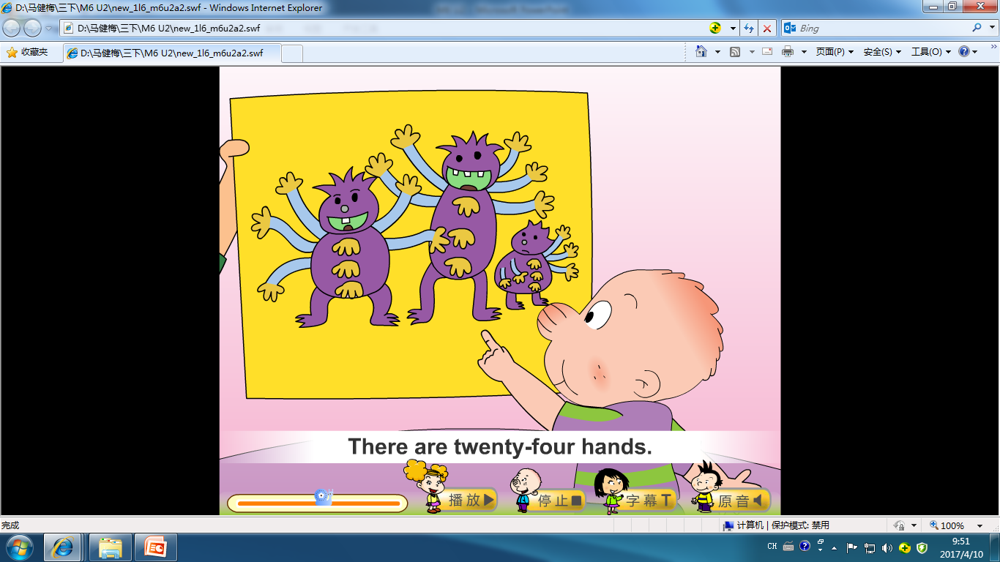 D:\马健梅\三下\M6 U2\new_1l6_m6u2a2.swf - Windows Internet Explorer
D:\马健梅\三下\M6 U2\new_1l6_m6u2a2.swf
Bing
收藏夹
D:\马健梅\三下\M6 U2\new_1l6_m6u2a2.swf
页面(P)
安全(S)
工具(O)
There are twenty-four hands.
播放
停止
字幕 T
原音
完成
计算机 | 保护模式: 禁用
100%
CH
9:51
2017/4/10